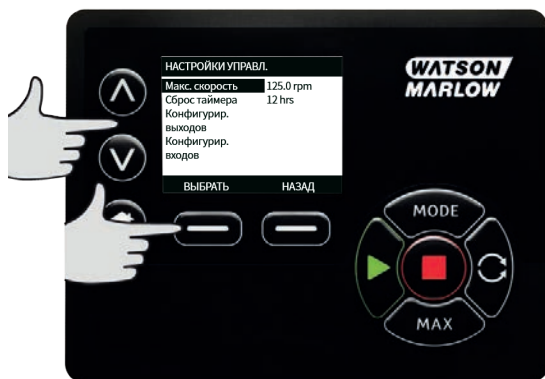 НАСТРОЙКИ УПРАВЛ.
Макс. скорость 125.0 rpm
Сброс таймера 12 hrs
Конфигурир.
выходов
Конфигурир.
входов
ВЫБРАТЬ НАЗАД
WATSON
MARLOW
MODE
MAX